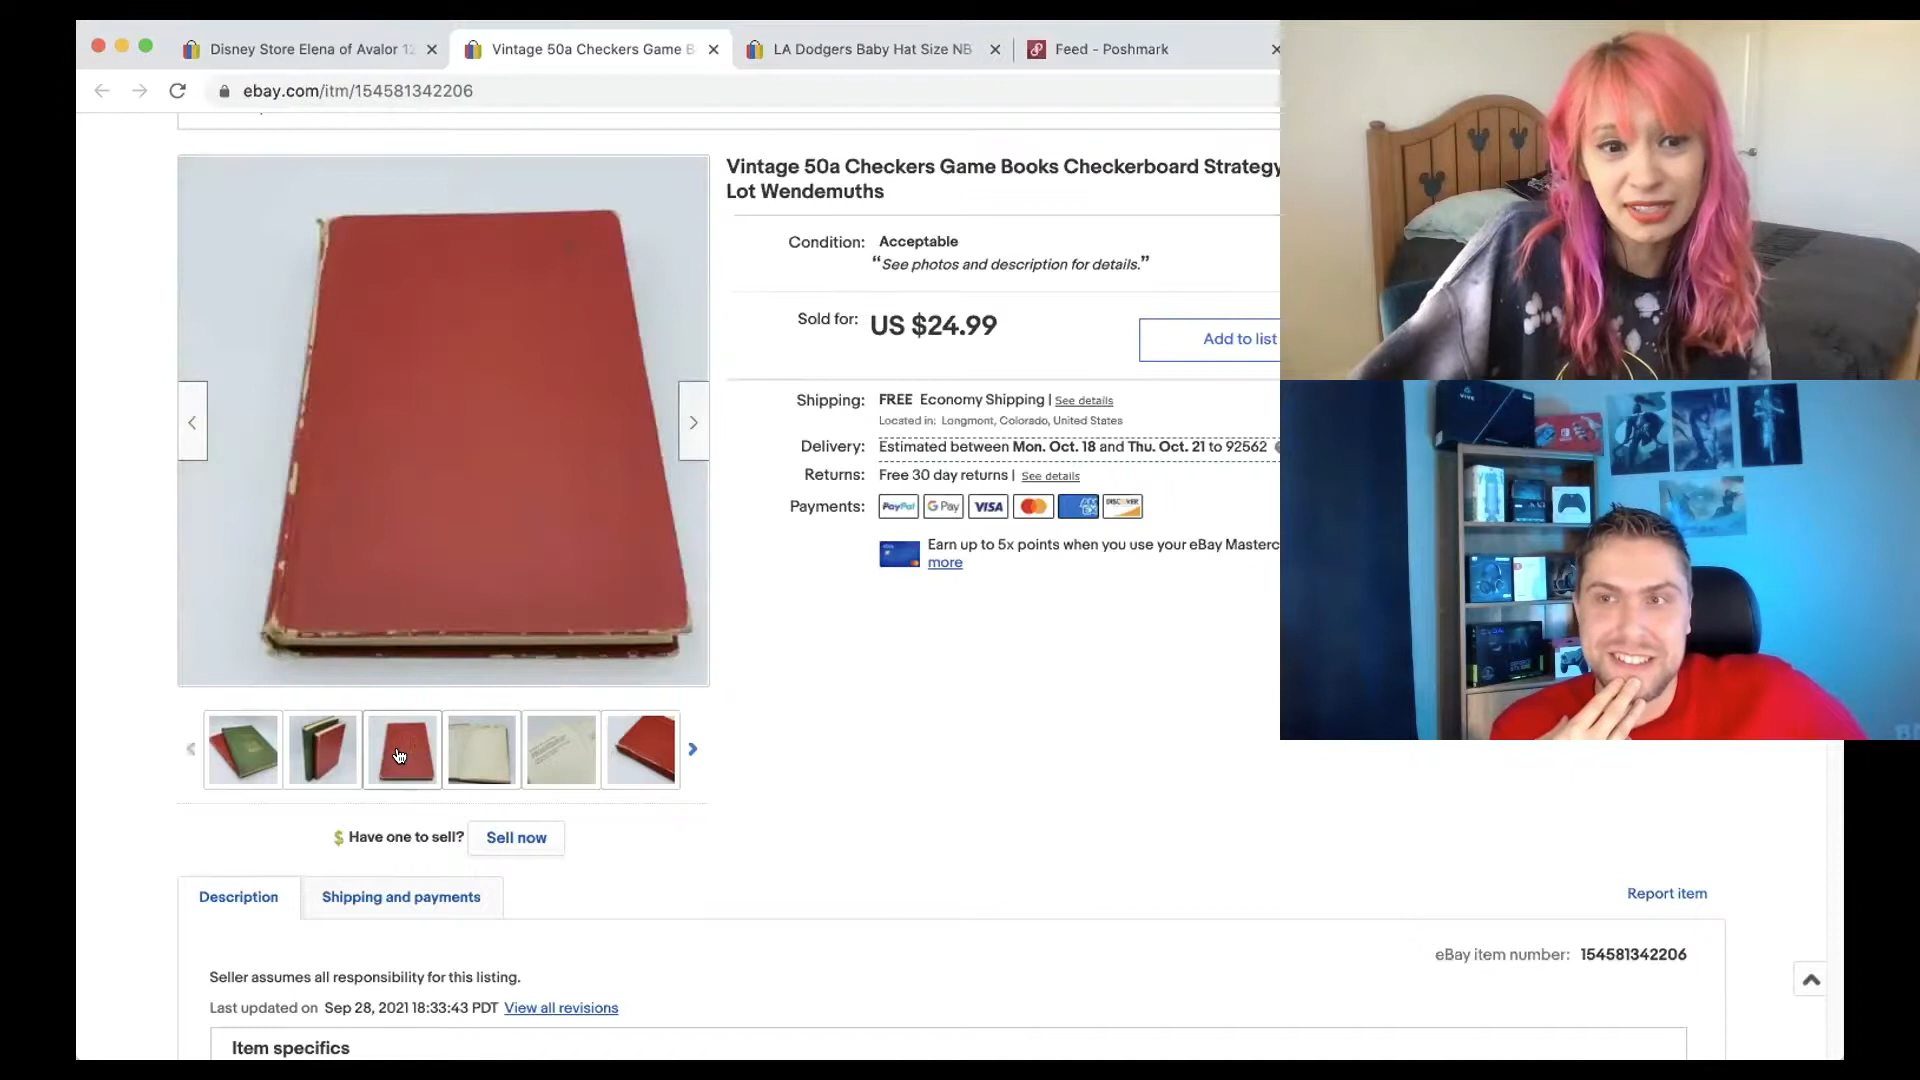 Disney Store Elena of Avalor 12
Vintage 50a Checkers Game B
LA Dodgers Baby Hat Size NB
Feed - Poshmark
ebay.com/itm/154581342206
Vintage 50a Checkers Game Books Checkerboard Strategy
Lot Wendemuths
Condition: Acceptable
“See photos and description for details.”
Sold for: US $24.99
Add to list
Shipping: FREE Economy Shipping | See details
Located in: Longmont, Colorado, United States
Delivery: Estimated between Mon. Oct. 18 and Thu. Oct. 21 to 92562
Returns: Free 30 day returns | See details
Payments: PayPal G Pay VISA DISCOVER
Earn up to 5x points when you use your eBay Masterc
more
VIVE
$ Have one to sell? Sell now
Description
Shipping and payments
Report item
eBay item number: 154581342206
Seller assumes all responsibility for this listing.
Last updated on Sep 28, 2021 18:33:43 PDT View all revisions
Item specifics